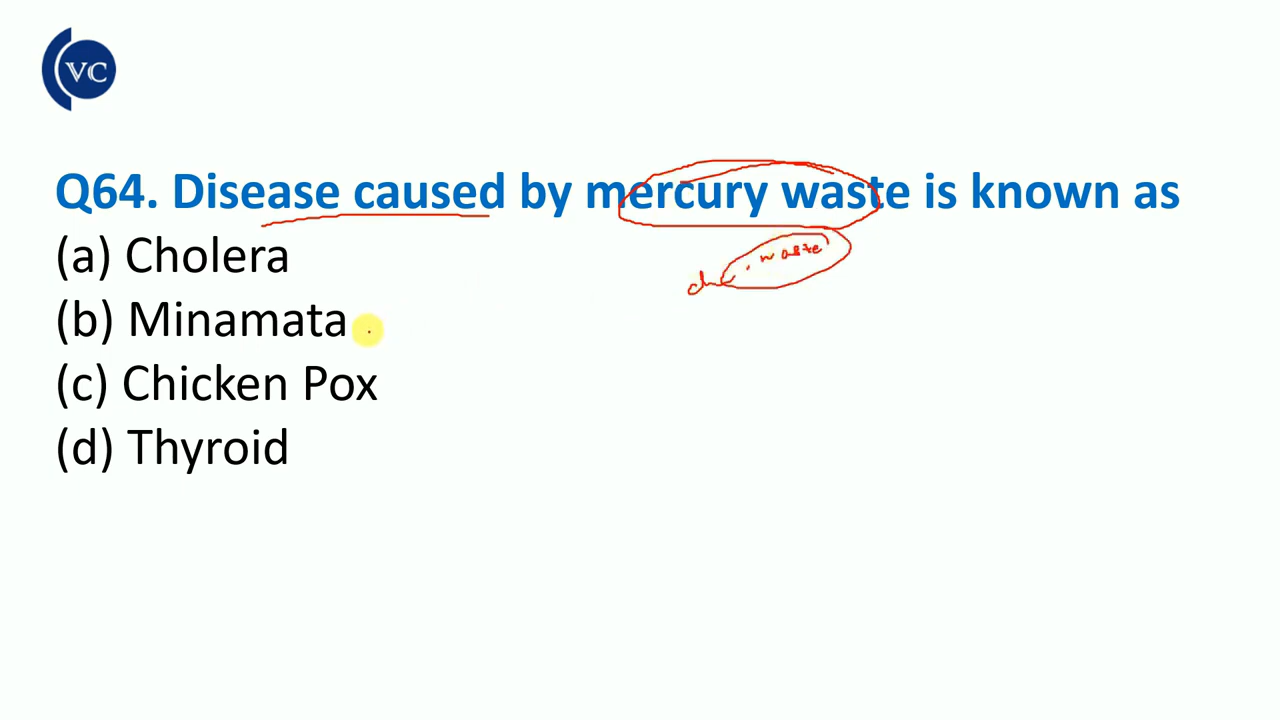 VC
Q64. Disease caused by mercury waste is known as
(a) Cholera
waste
(b) Minamata
(c) Chicken Pox
(d) Thyroid